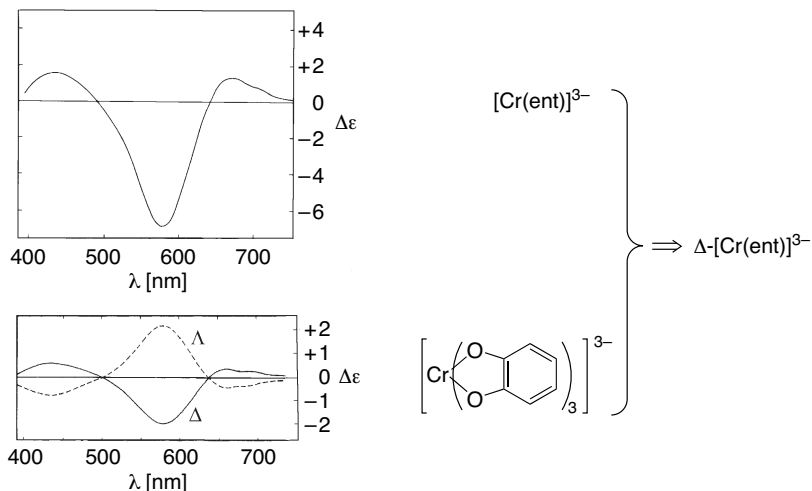 +4
+2
0
Δε
−2
−4
−6
400 500 600 700
λ [nm]
[Cr(ent)]³⁻
⇒ Δ-[Cr(ent)]³⁻
+2
+1
0 Δε
−1
−2
Λ
Δ
400 500 600 700
λ [nm]
[Cr(O O)₃]³⁻